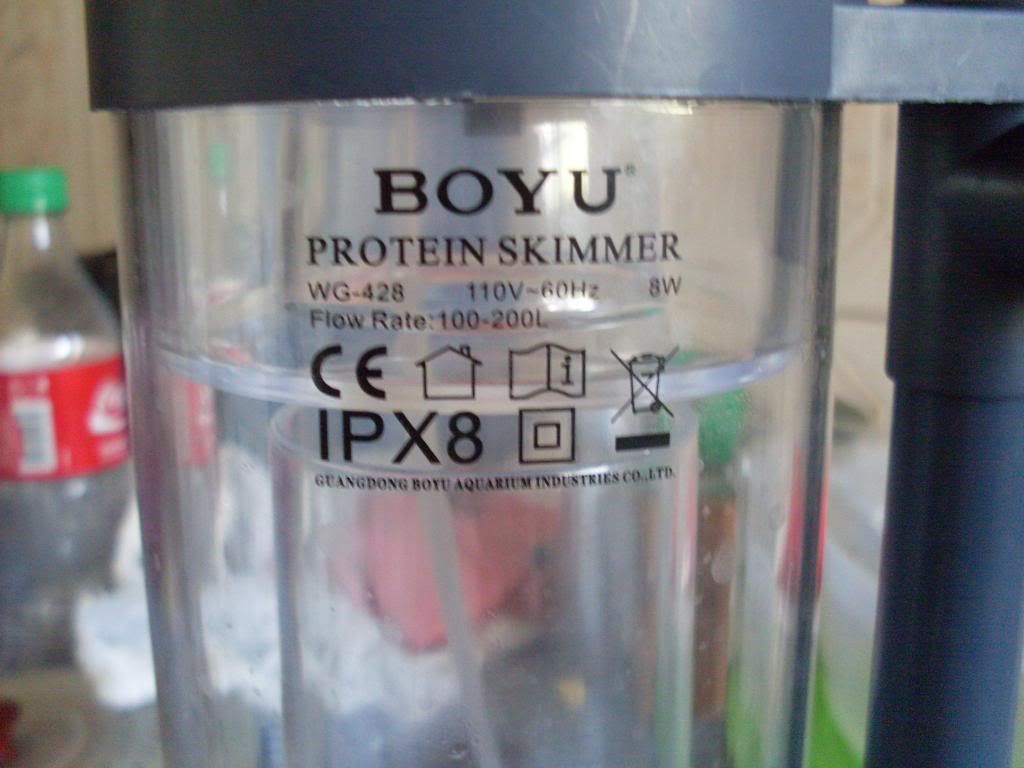 BOYU®
PROTEIN SKIMMER
WG-428 110V~60Hz 8W
Flow Rate:100-200L
CE
IPX8
GUANGDONG BOYU AQUARIUM INDUSTRIES CO.,LTD.